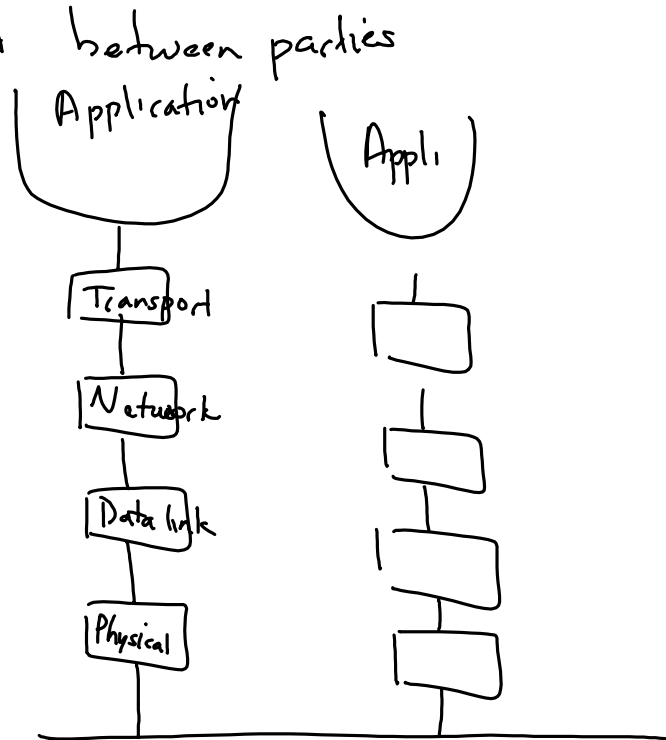 between parties
Application
Appli
Transport
Network
Data link
Physical